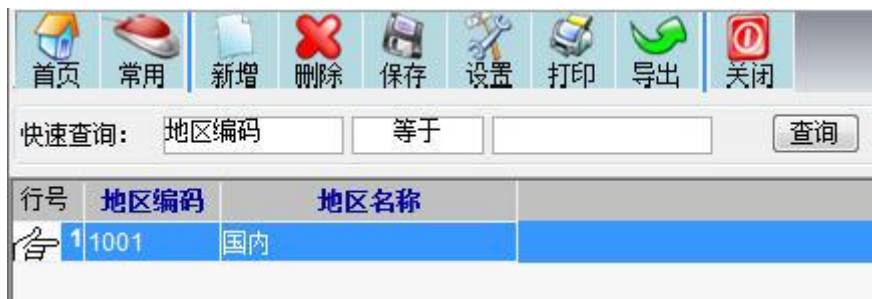 首页 常用 新增 删除 保存 设置 打印 导出 关闭
快速查询： 地区编码 等于 查询
行号 地区编码 地区名称
1 1001 国内